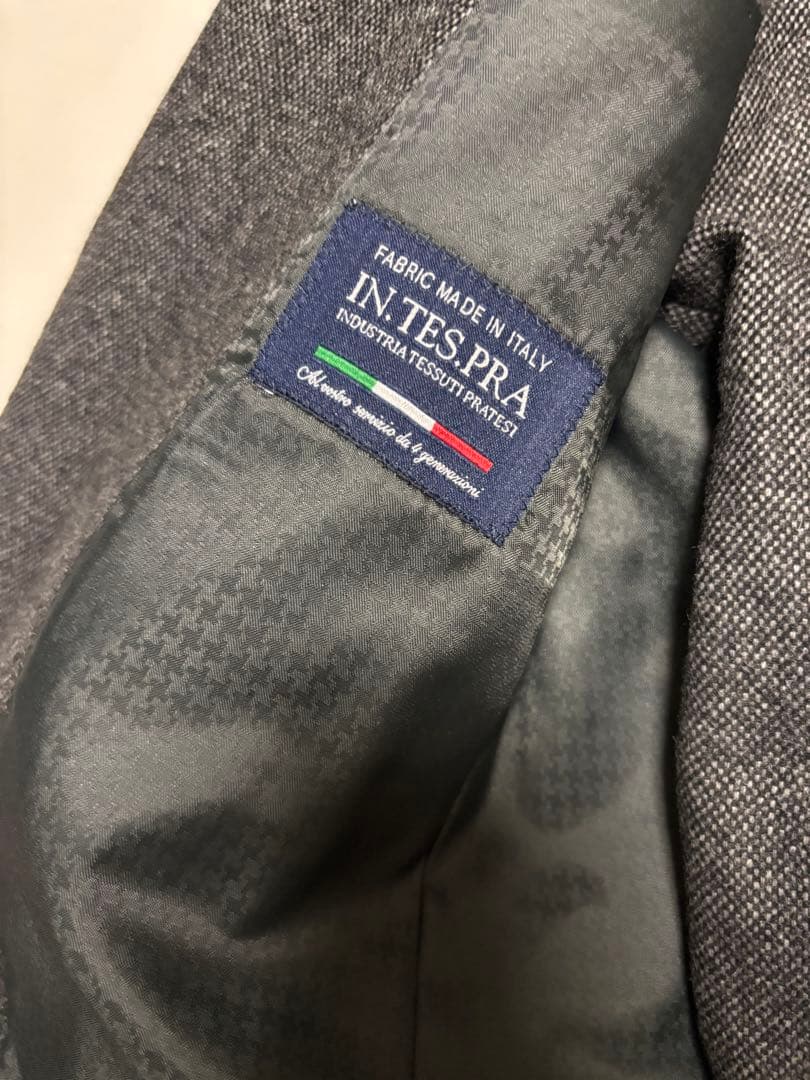 FABRIC MADE IN ITALY
IN.TES.PRA
INDUSTRIA TESSUTI PRATESI
Al vostro servizio da 4 generazioni